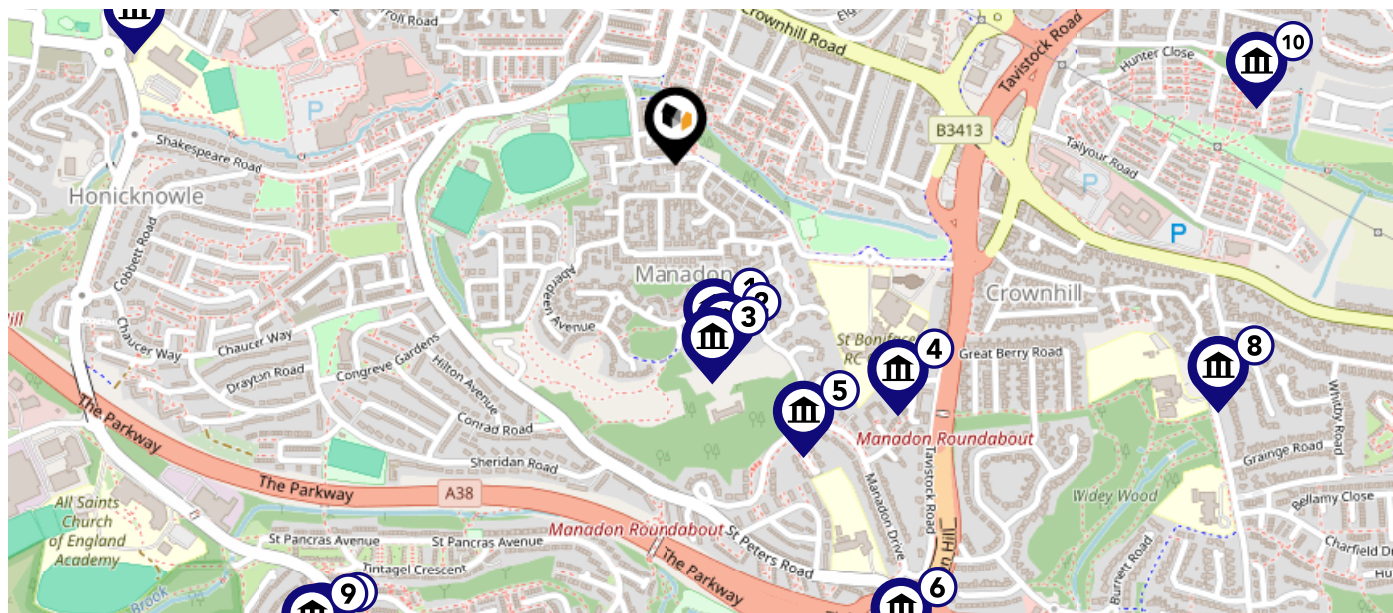 Crownhill Road
Tavistock Road
10
Hunter Close
P
B3413
Shakespeare Road
Tailyour Road
P
Honicknowle
P
Cobbett Road
Manadon
Aberdeen Avenue
Crownhill
1
2
3
Chaucer Way
Chaucer Way
Congreve Gardens
St Boniface
RC
4
Great Berry Road
8
Drayton Road
Hilton Avenue
5
Whitby Road
The Parkway
Conrad Road
Manadon Roundabout
Sheridan Road
Grainge Road
The Parkway
A38
Tavistock Road
Manadon Drive
Widey Wood
Bellamy Close
All Saints
Church
of England
Academy
Manadon Roundabout
St Peters Road
St Pancras Avenue
St Pancras Avenue
Charfield
Tintagel Crescent
The Parkway
Burnett Road
Brook
9
6